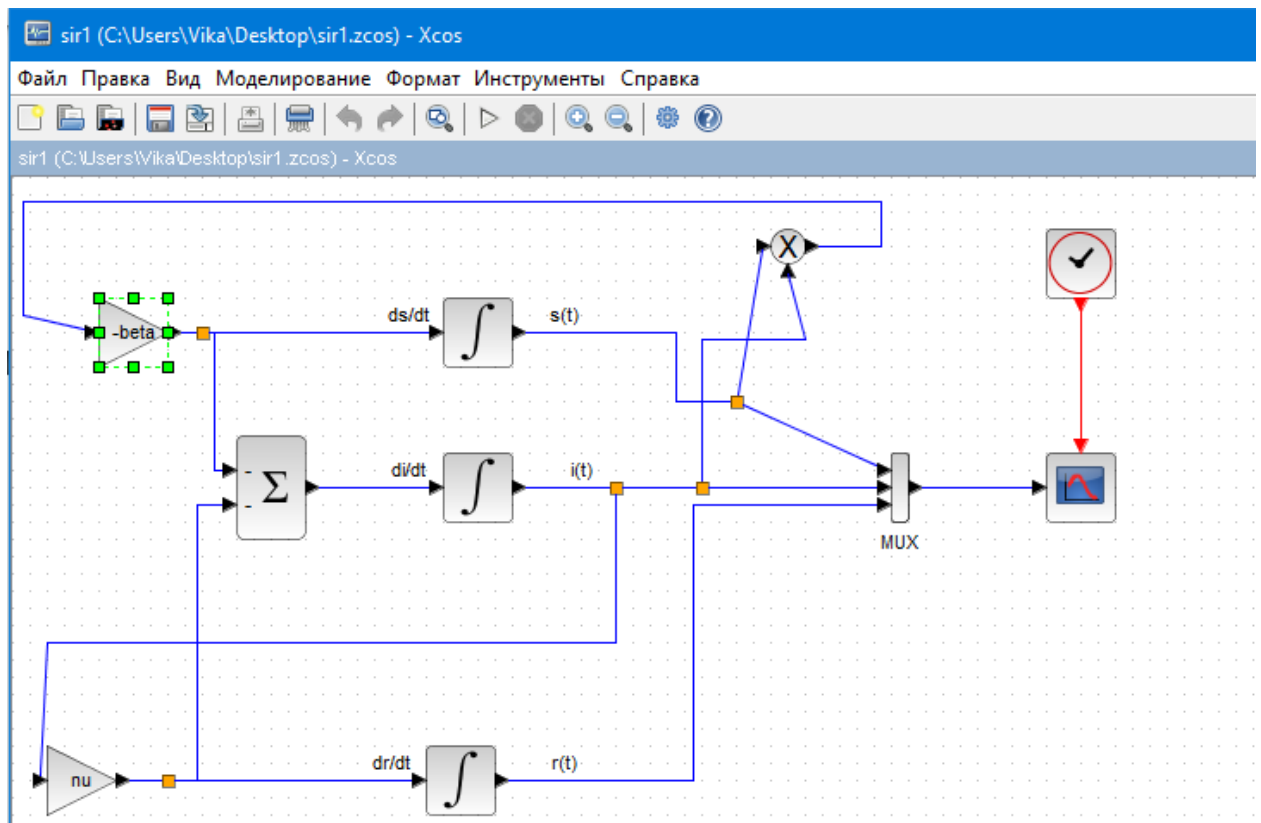 sir1 (C:\Users\Vika\Desktop\sir1.zcos) - Xcos
Файл Правка Вид Моделирование Формат Инструменты Справка
sir1 (C:\Users\Vika\Desktop\sir1.zcos) - Xcos
X
-beta
ds/dt
∫
s(t)
-
-
Σ
di/dt
∫
i(t)
MUX
nu
dr/dt
∫
r(t)